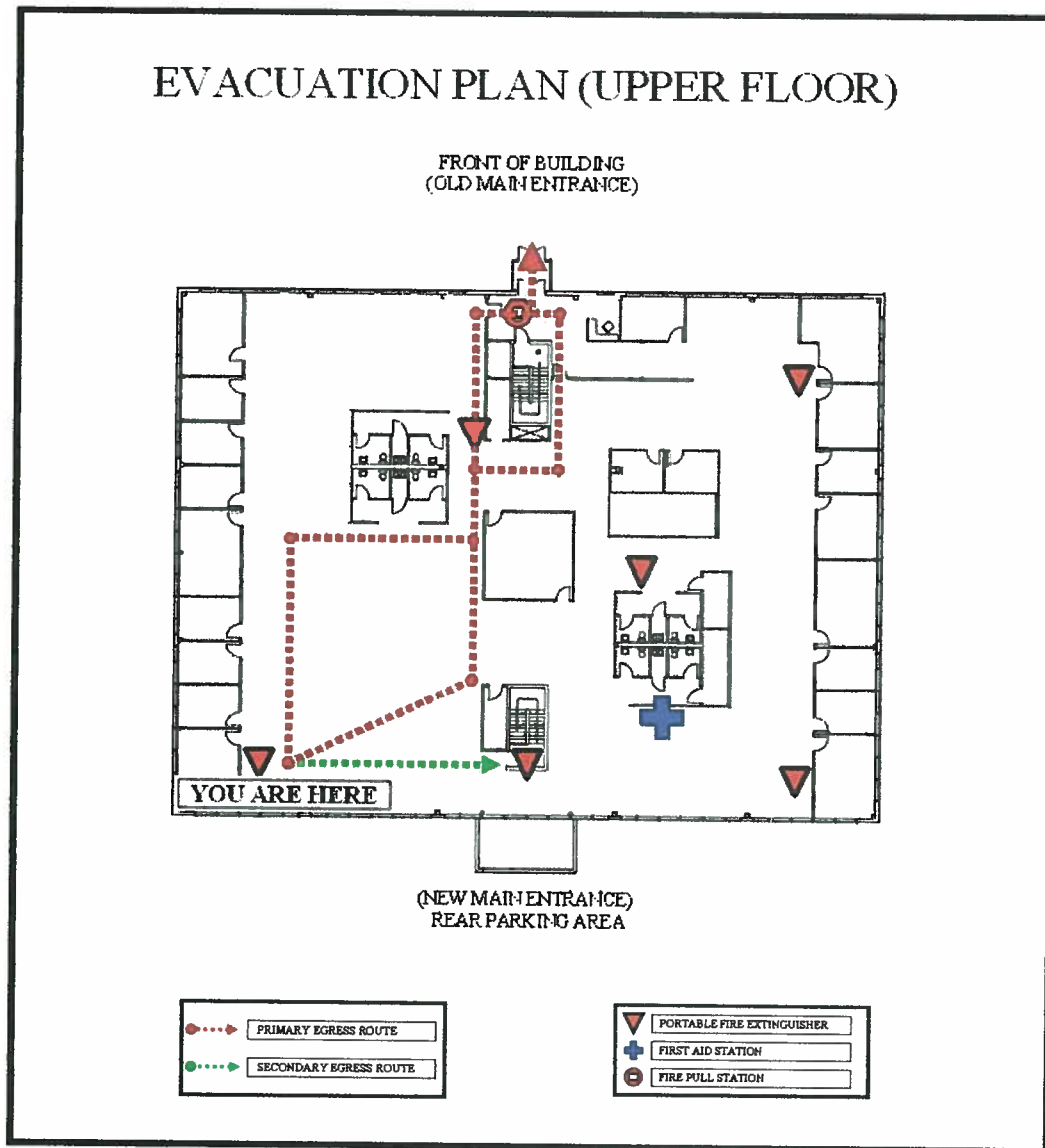 EVACUATION PLAN (UPPER FLOOR)
FRONT OF BUILDING
(OLD MAIN ENTRANCE)
YOU ARE HERE
(NEW MAIN ENTRANCE)
REAR PARKING AREA
PRIMARY EGRESS ROUTE
SECONDARY EGRESS ROUTE
PORTABLE FIRE EXTINGUISHER
FIRST AID STATION
FIRE PULL STATION